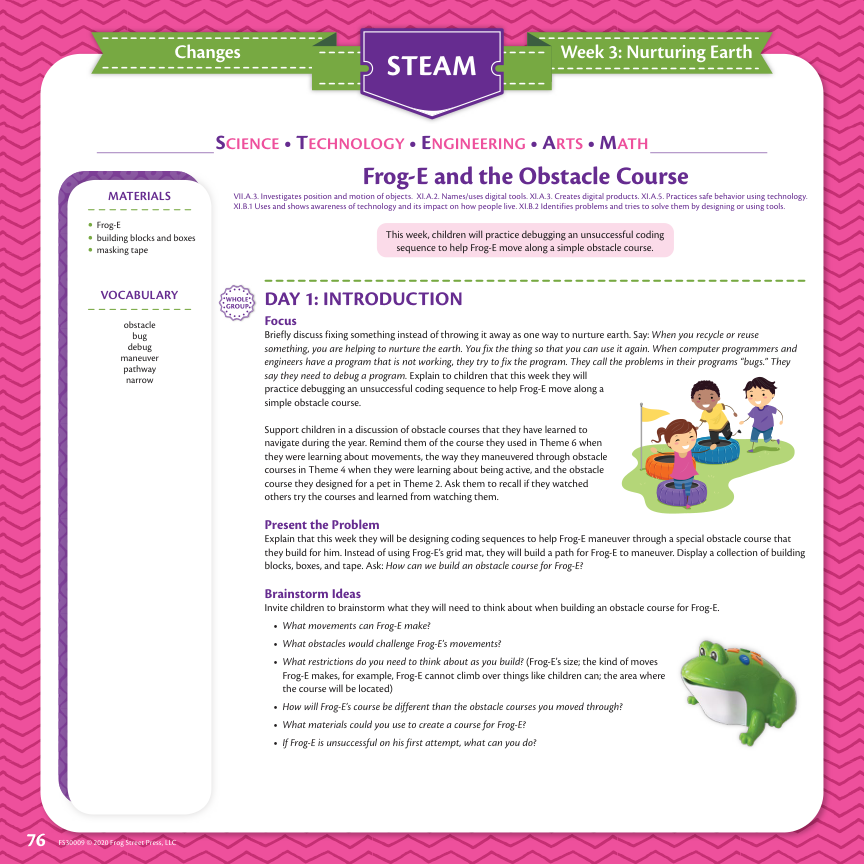 Changes
STEAM
Week 3: Nurturing Earth
SCIENCE • TECHNOLOGY • ENGINEERING • ARTS • MATH
Frog-E and the Obstacle Course
VII.A.3. Investigates position and motion of objects. XI.A.2. Names/uses digital tools. XI.A.3. Creates digital products. XI.A.5. Practices safe behavior using technology.
XI.B.1 Uses and shows awareness of technology and its impact on how people live. XI.B.2 Identifies problems and tries to solve them by designing or using tools.
This week, children will practice debugging an unsuccessful coding
sequence to help Frog-E move along a simple obstacle course.
MATERIALS
• Frog-E
• building blocks and boxes
• masking tape
VOCABULARY
obstacle
bug
debug
maneuver
pathway
narrow
WHOLE
GROUP
DAY 1: INTRODUCTION
Focus
Briefly discuss fixing something instead of throwing it away as one way to nurture earth. Say: When you recycle or reuse
something, you are helping to nurture the earth. You fix the thing so that you can use it again. When computer programmers and
engineers have a program that is not working, they try to fix the program. They call the problems in their programs "bugs." They
say they need to debug a program. Explain to children that this week they will
practice debugging an unsuccessful coding sequence to help Frog-E move along a
simple obstacle course.
Support children in a discussion of obstacle courses that they have learned to
navigate during the year. Remind them of the course they used in Theme 6 when
they were learning about movements, the way they maneuvered through obstacle
courses in Theme 4 when they were learning about being active, and the obstacle
course they designed for a pet in Theme 2. Ask them to recall if they watched
others try the courses and learned from watching them.
Present the Problem
Explain that this week they will be designing coding sequences to help Frog-E maneuver through a special obstacle course that
they build for him. Instead of using Frog-E's grid mat, they will build a path for Frog-E to maneuver. Display a collection of building
blocks, boxes, and tape. Ask: How can we build an obstacle course for Frog-E?
Brainstorm Ideas
Invite children to brainstorm what they will need to think about when building an obstacle course for Frog-E.
• What movements can Frog-E make?
• What obstacles would challenge Frog-E's movements?
• What restrictions do you need to think about as you build? (Frog-E's size; the kind of moves
Frog-E makes, for example, Frog-E cannot climb over things like children can; the area where
the course will be located)
• How will Frog-E's course be different than the obstacle courses you moved through?
• What materials could you use to create a course for Frog-E?
• If Frog-E is unsuccessful on his first attempt, what can you do?
76
FS30009 © 2020 Frog Street Press, LLC